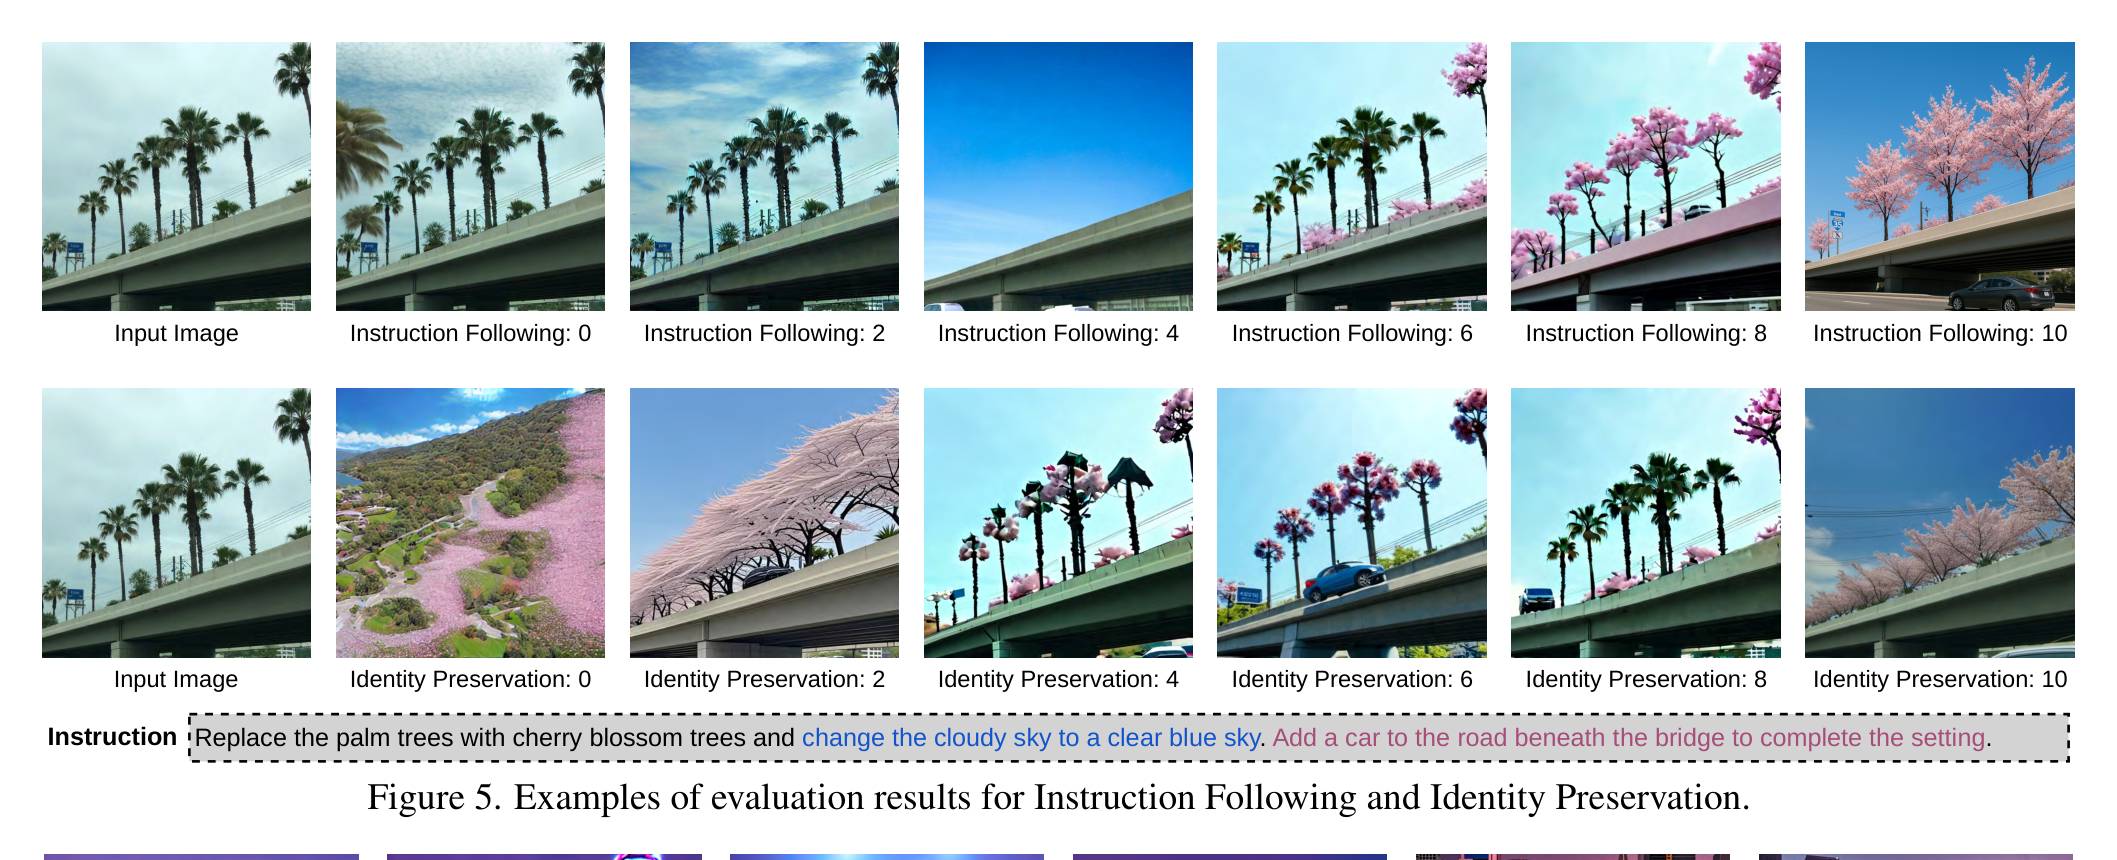 Input Image
Instruction Following: 0
Instruction Following: 2
Instruction Following: 4
Instruction Following: 6
Instruction Following: 8
Instruction Following: 10
Input Image
Identity Preservation: 0
Identity Preservation: 2
Identity Preservation: 4
Identity Preservation: 6
Identity Preservation: 8
Identity Preservation: 10
Instruction
Replace the palm trees with cherry blossom trees and change the cloudy sky to a clear blue sky. Add a car to the road beneath the bridge to complete the setting.
Figure 5. Examples of evaluation results for Instruction Following and Identity Preservation.